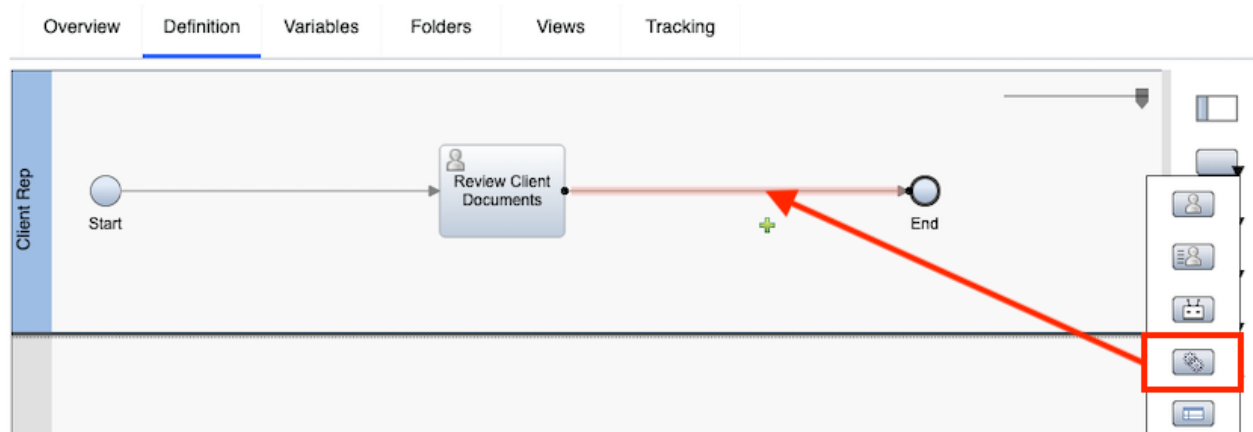 Overview Definition Variables Folders Views Tracking
Client Rep
Start
Review Client
Documents
End